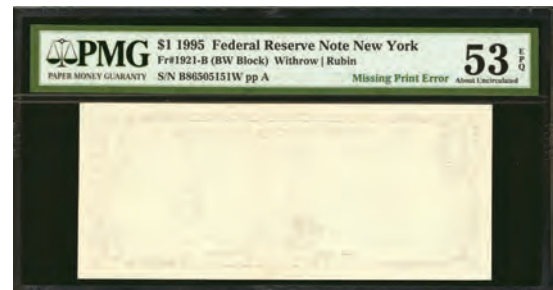 PMG
PAPER MONEY GUARANTY
$1 1995 Federal Reserve Note New York
Fr#1921-B (BW Block) Withrow | Rubin
S/N B86505151W pp A
Missing Print Error
53
EPQ
About Uncirculated